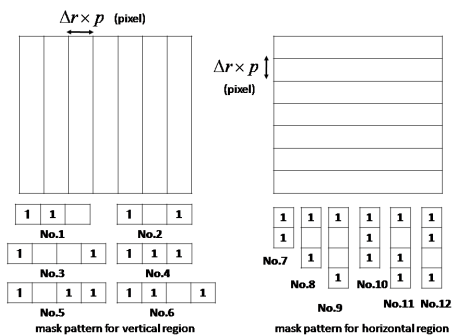 Δr × p (pixel)
1 1
No.1
1 1
No.2
1 1
No.3
1 1 1
No.4
1 1 1
No.5
1 1 1
No.6
mask pattern for vertical region
Δr × p
(pixel)
1 1 1 1 1 1
1 1 1
1 1 1
1 1 1
No.7
No.8
No.9
No.10
No.11
No.12
mask pattern for horizontal region